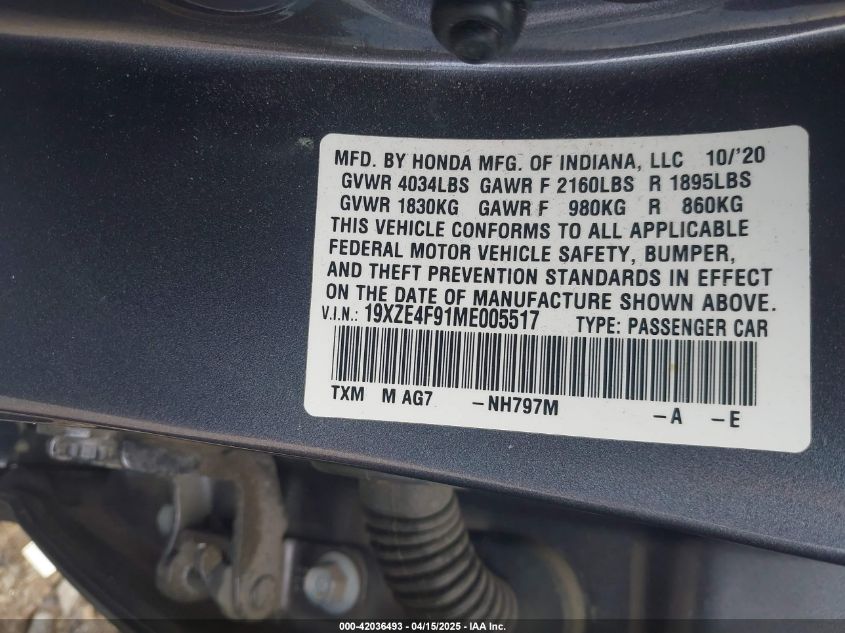 MFD. BY HONDA MFG. OF INDIANA, LLC 10/'20
GVWR 4034LBS GAWR F 2160LBS R 1895LBS
GVWR 1830KG GAWR F 980KG R 860KG
THIS VEHICLE CONFORMS TO ALL APPLICABLE
FEDERAL MOTOR VEHICLE SAFETY, BUMPER,
AND THEFT PREVENTION STANDARDS IN EFFECT
ON THE DATE OF MANUFACTURE SHOWN ABOVE.
V.I.N.: 19XZE4F91ME005517 TYPE: PASSENGER CAR
TXM M AG7 -NH797M -A -E
000-42036493 - 04/15/2025 - IAA Inc.